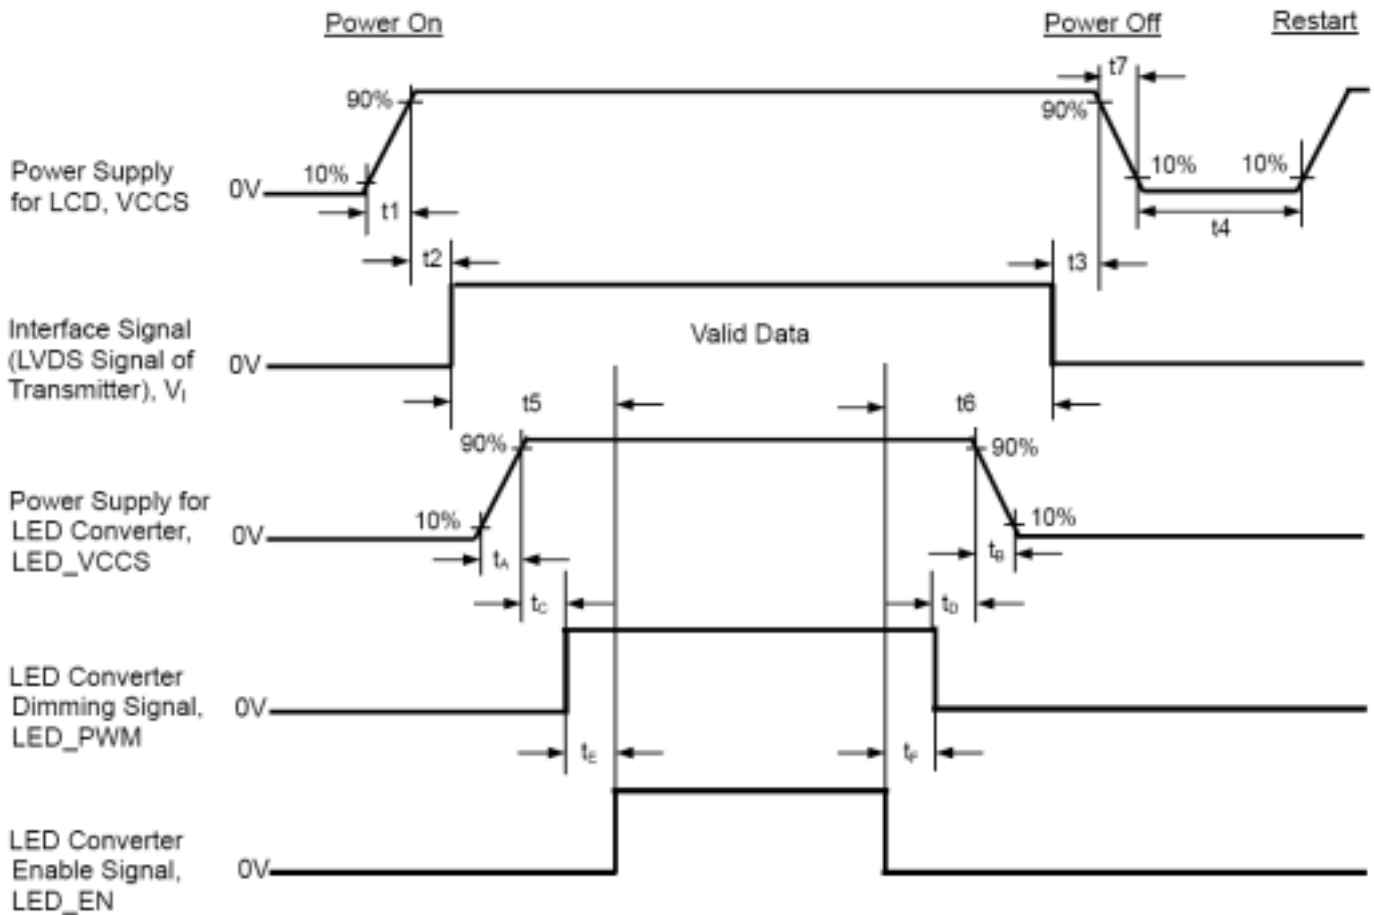 Power On
Power Off
Restart
t7
90%
90%
Power Supply
for LCD, VCCS
0V
10%
10%
10%
t1
t4
t2
t3
Interface Signal
(LVDS Signal of
Transmitter), VI
0V
Valid Data
t5
t6
90%
90%
Power Supply for
LED Converter,
LED_VCCS
0V
10%
10%
tA
tB
tC
tD
LED Converter
Dimming Signal,
LED_PWM
0V
tE
tF
LED Converter
Enable Signal,
LED_EN
0V